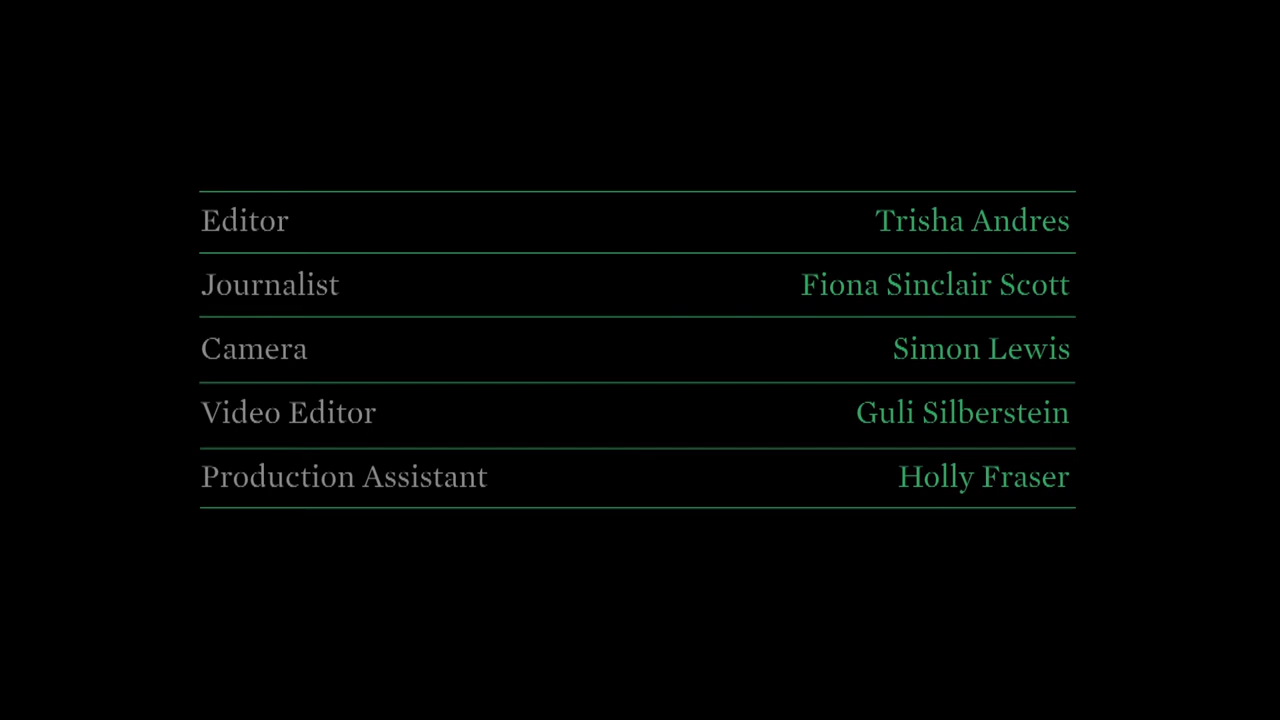 Editor Trisha Andres
Journalist Fiona Sinclair Scott
Camera Simon Lewis
Video Editor Guli Silberstein
Production Assistant Holly Fraser